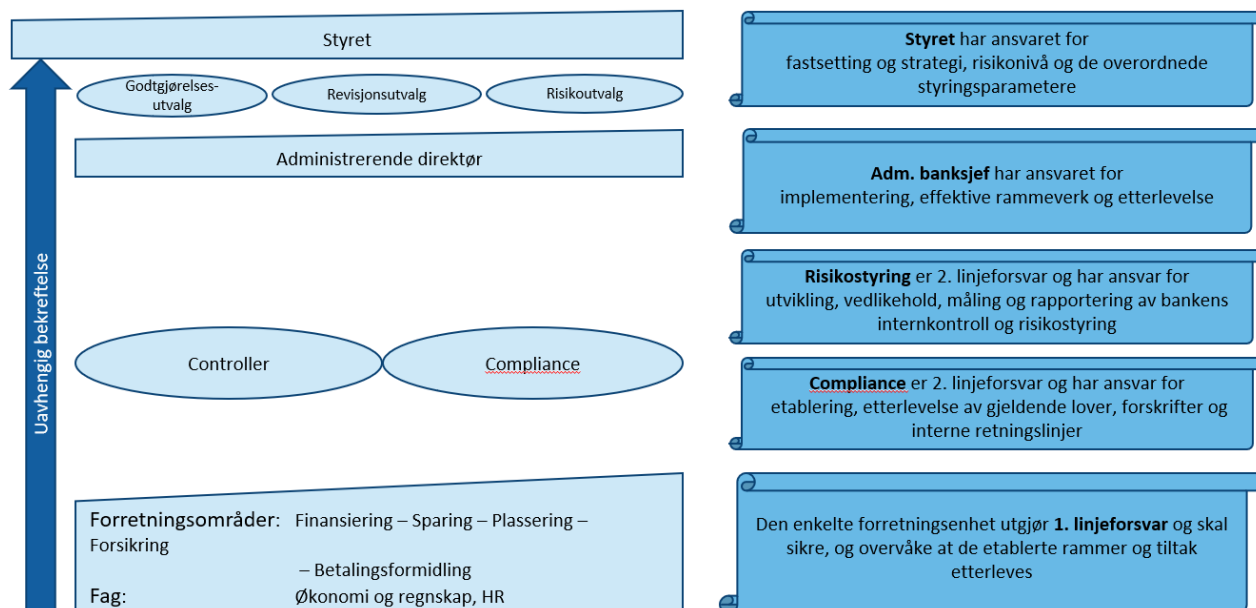 Styret
Godtgjørelses-
utvalg
Revisjonsutvalg
Risikoutvalg
Administrerende direktør
Uavhengig bekreftelse
Controller
Compliance
Forretningsområder: Finansiering – Sparing – Plassering –
Forsikring
– Betalingsformidling
Fag: Økonomi og regnskap, HR
Styret har ansvaret for
fastsetting og strategi, risikonivå og de overordnede
styringsparametere
Adm. banksjef har ansvaret for
implementering, effektive rammeverk og etterlevelse
Risikostyring er 2. linjeforsvar og har ansvar for
utvikling, vedlikehold, måling og rapportering av bankens
internkontroll og risikostyring
Compliance er 2. linjeforsvar og har ansvar for
etablering, etterlevelse av gjeldende lover, forskrifter og
interne retningslinjer
Den enkelte forretningsenhet utgjør 1. linjeforsvar og skal
sikre, og overvåke at de etablerte rammer og tiltak
etterleves